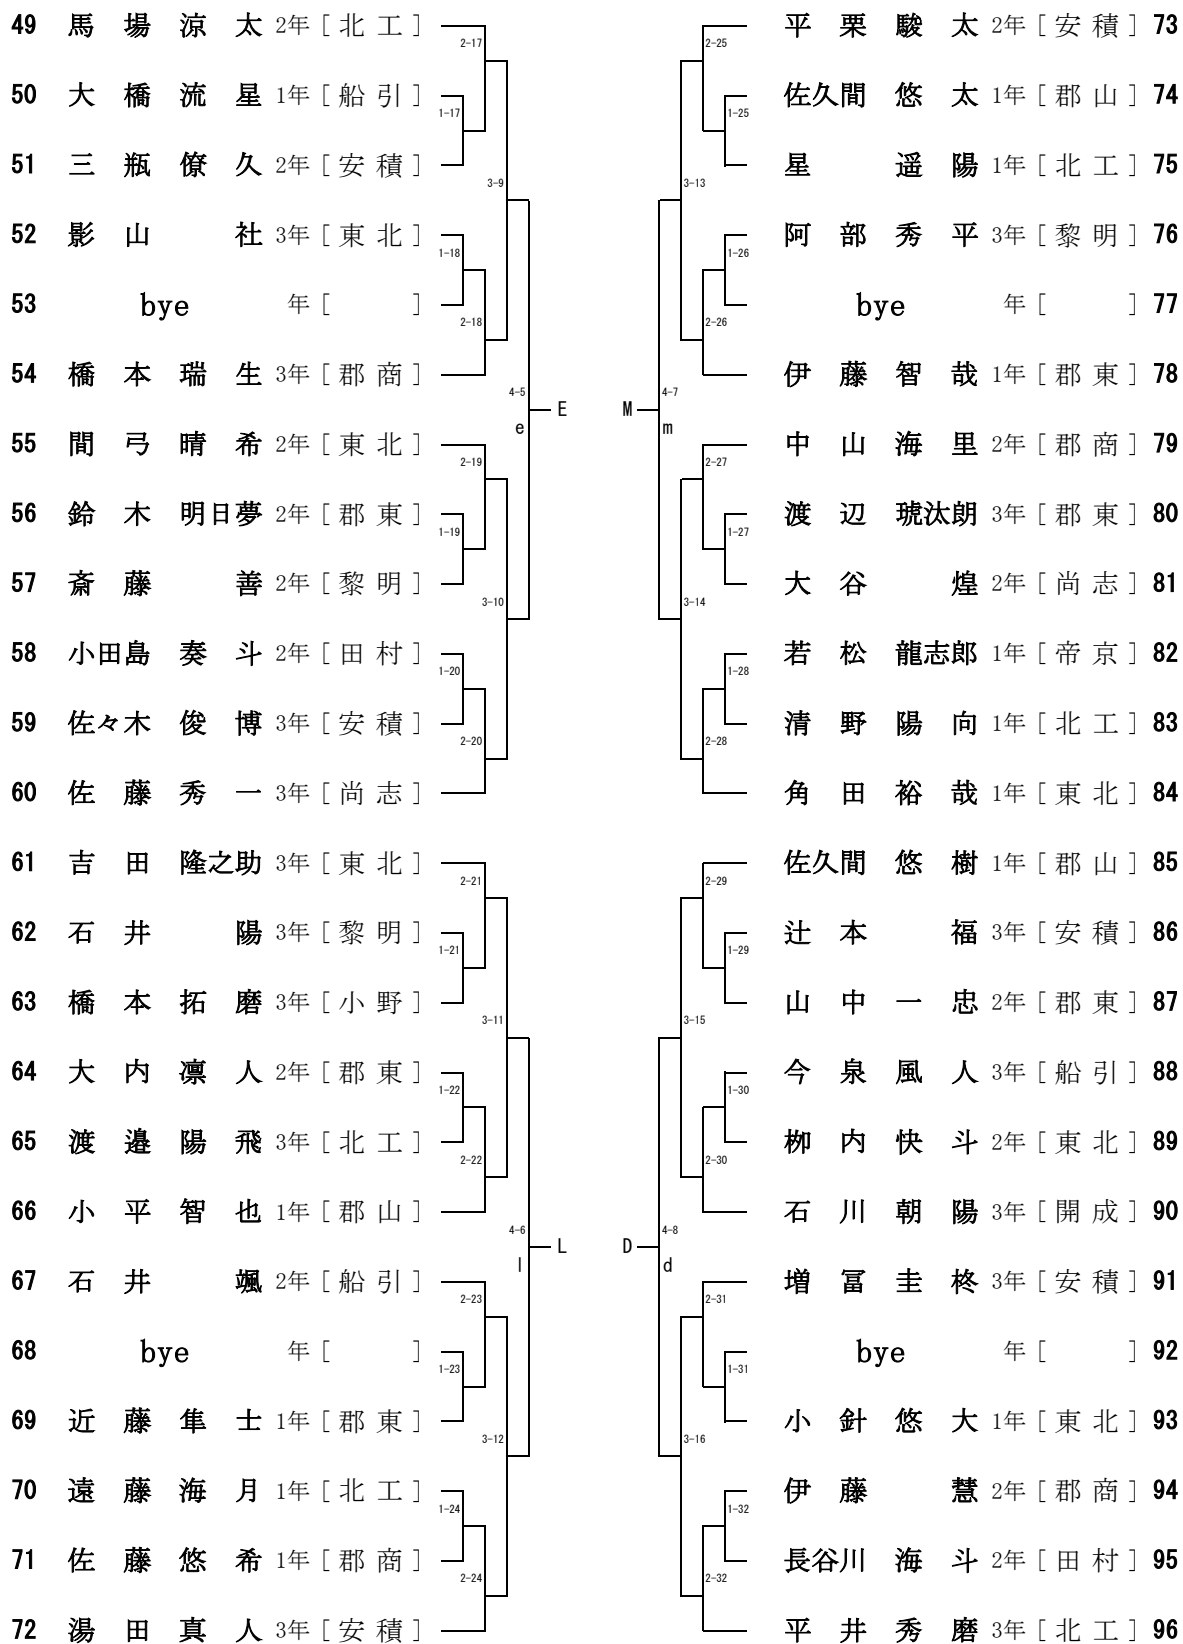 49 馬場涼太 2年 [ 北工 ]
2-17
50 大橋流星 1年 [ 船引 ]
1-17
51 三瓶僚久 2年 [ 安積 ]
3-9
52 影山 社 3年 [ 東北 ]
1-18
53 bye 年 [ ]
2-18
54 橋本瑞生 3年 [ 郡商 ]
4-5
E
e
55 間弓晴希 2年 [ 東北 ]
2-19
56 鈴木明日夢 2年 [ 郡東 ]
1-19
57 斎藤 善 2年 [ 黎明 ]
3-10
58 小田島奏斗 2年 [ 田村 ]
1-20
59 佐々木俊博 3年 [ 安積 ]
2-20
60 佐藤秀一 3年 [ 尚志 ]
61 吉田隆之助 3年 [ 東北 ]
2-21
62 石井 陽 3年 [ 黎明 ]
1-21
63 橋本拓磨 3年 [ 小野 ]
3-11
64 大内凛人 2年 [ 郡東 ]
1-22
65 渡邉陽飛 3年 [ 北工 ]
2-22
66 小平智也 1年 [ 郡山 ]
4-6
L
l
67 石井 颯 2年 [ 船引 ]
2-23
68 bye 年 [ ]
1-23
69 近藤隼士 1年 [ 郡東 ]
3-12
70 遠藤海月 1年 [ 北工 ]
1-24
71 佐藤悠希 1年 [ 郡商 ]
2-24
72 湯田真人 3年 [ 安積 ]
平栗駿太 2年 [ 安積 ] 73
2-25
佐久間悠太 1年 [ 郡山 ] 74
1-25
星 遥陽 1年 [ 北工 ] 75
3-13
阿部秀平 3年 [ 黎明 ] 76
1-26
bye 年 [ ] 77
2-26
伊藤智哉 1年 [ 郡東 ] 78
4-7
M
m
中山海里 2年 [ 郡商 ] 79
2-27
渡辺琥汰朗 3年 [ 郡東 ] 80
1-27
大谷 煌 2年 [ 尚志 ] 81
3-14
若松龍志郎 1年 [ 帝京 ] 82
1-28
清野陽向 1年 [ 北工 ] 83
2-28
角田裕哉 1年 [ 東北 ] 84
佐久間悠樹 1年 [ 郡山 ] 85
2-29
辻本 福 3年 [ 安積 ] 86
1-29
山中一忠 2年 [ 郡東 ] 87
3-15
今泉風人 3年 [ 船引 ] 88
1-30
栁内快斗 2年 [ 東北 ] 89
2-30
石川朝陽 3年 [ 開成 ] 90
4-8
D
d
増冨圭柊 3年 [ 安積 ] 91
2-31
bye 年 [ ] 92
1-31
小針悠大 1年 [ 東北 ] 93
3-16
伊藤 慧 2年 [ 郡商 ] 94
1-32
長谷川海斗 2年 [ 田村 ] 95
2-32
平井秀磨 3年 [ 北工 ] 96